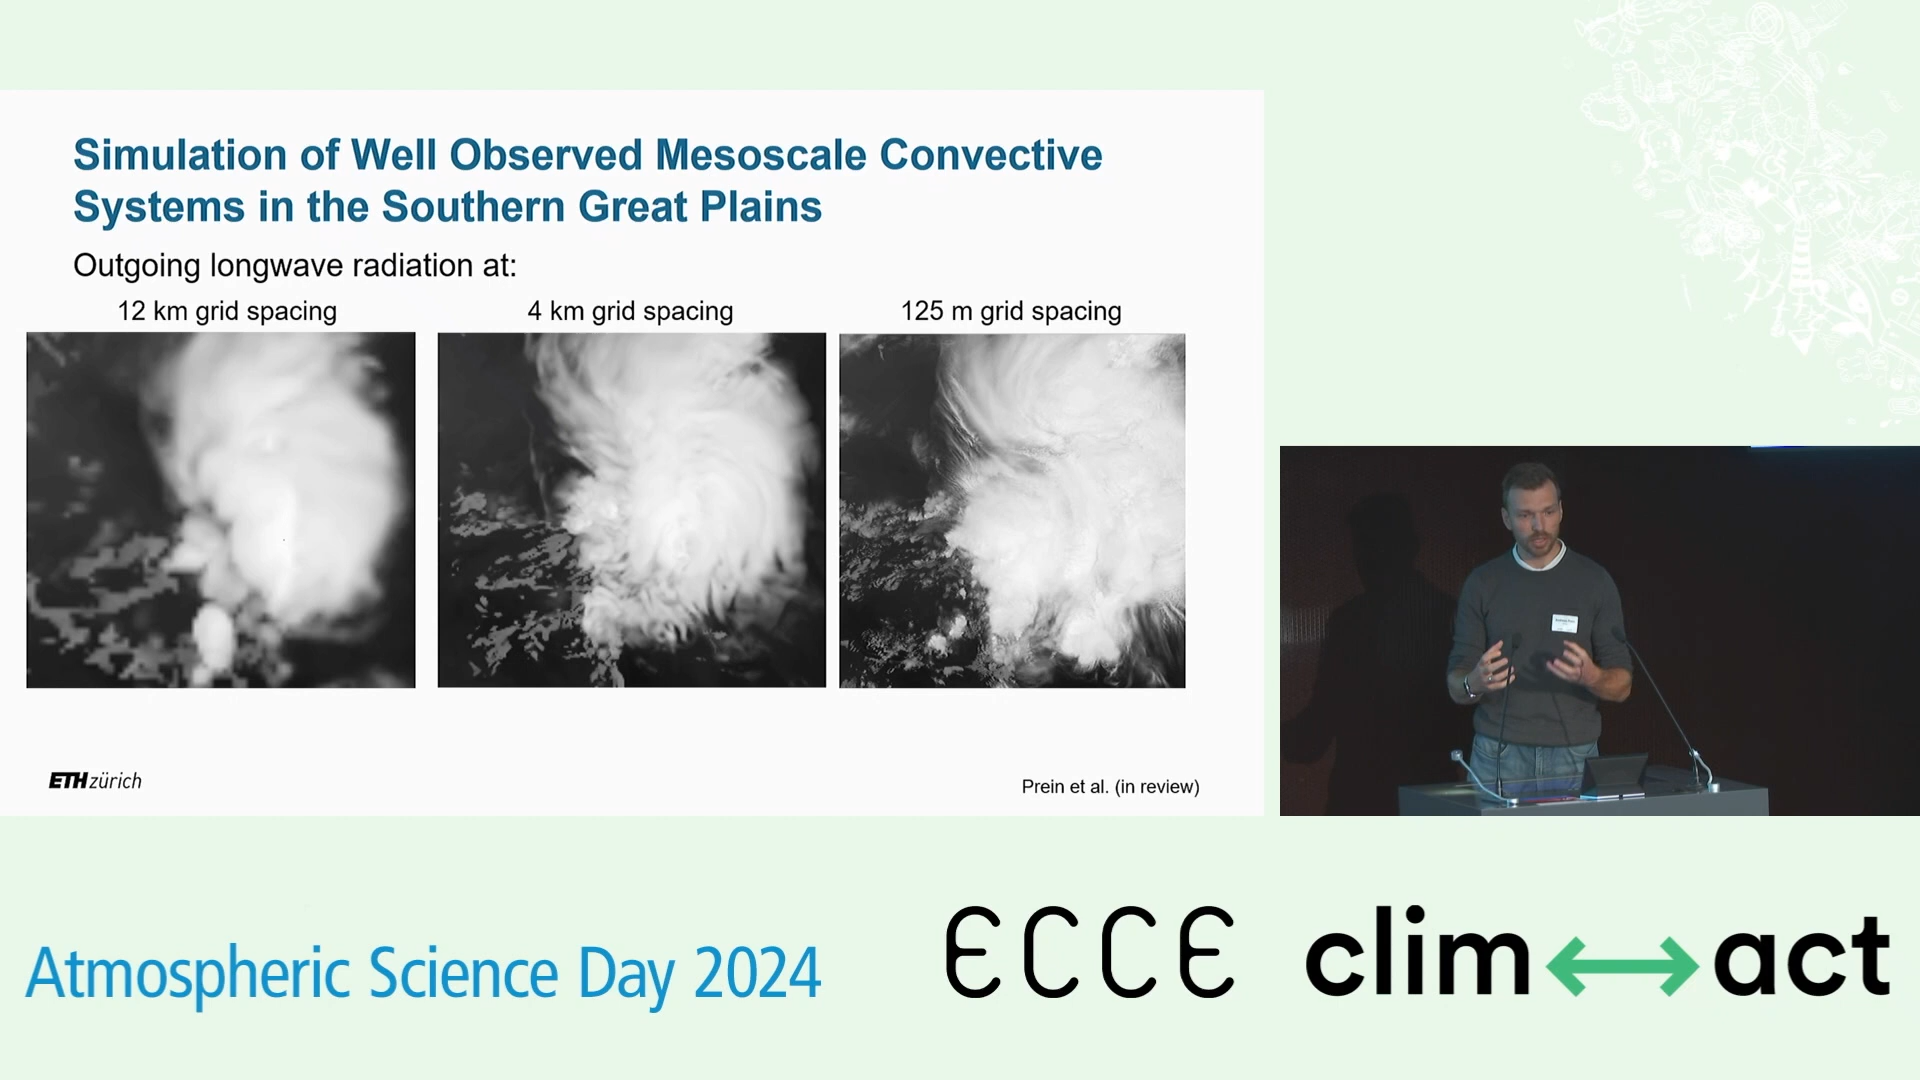 Simulation of Well Observed Mesoscale Convective
Systems in the Southern Great Plains
Outgoing longwave radiation at:
12 km grid spacing
4 km grid spacing
125 m grid spacing
ETH zürich
Prein et al. (in review)
Atmospheric Science Day 2024
ECCE
clim
act